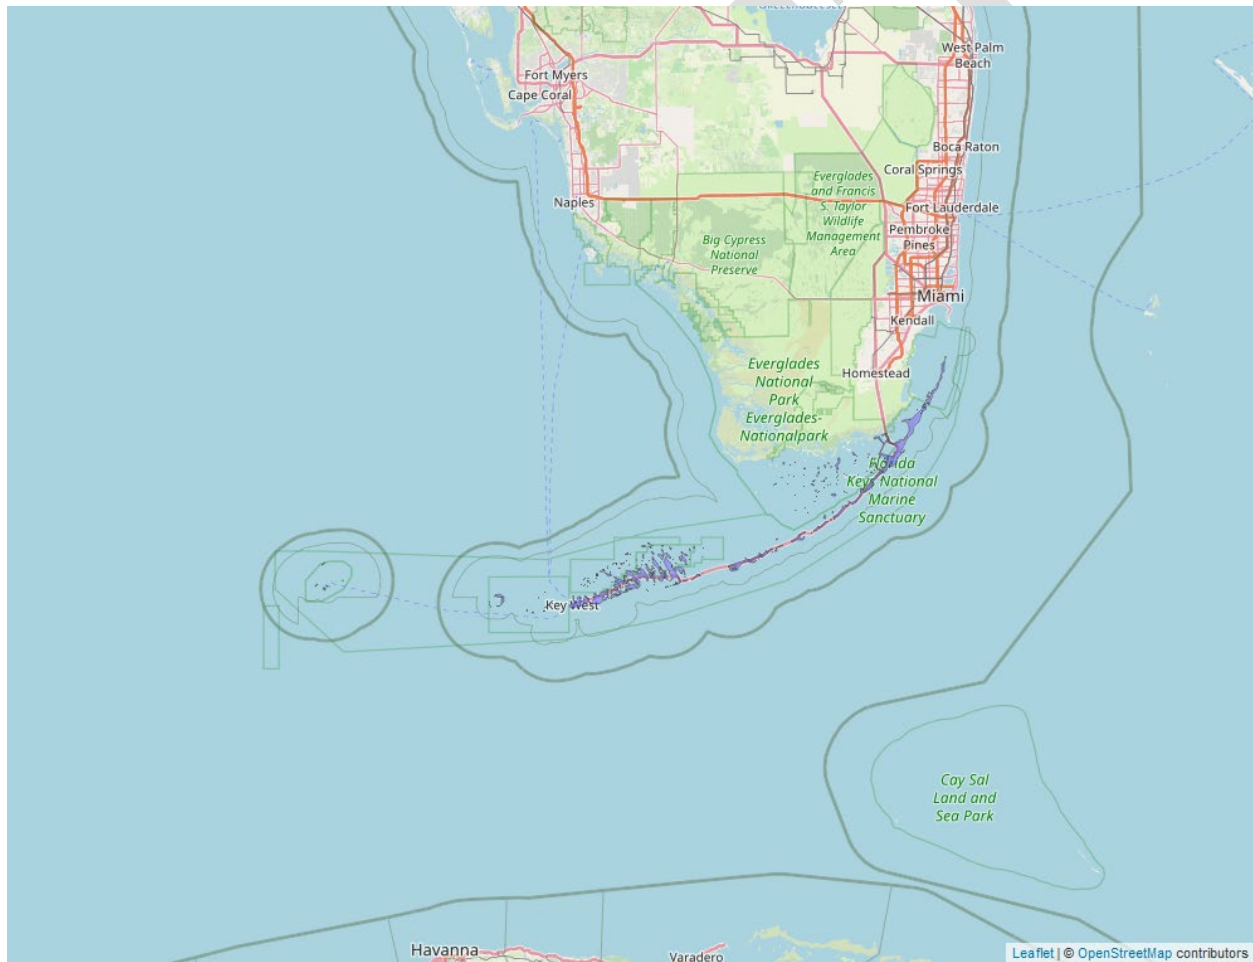 West Palm
Beach
Fort Myers
Cape Coral
Boca Raton
Coral Springs
Everglades
and Francis
S. Taylor
Wildlife
Management
Area
Naples
Fort Lauderdale
Pembroke
Pines
Big Cypress
National
Preserve
Miami
Kendall
Homestead
Everglades
National
Park
Everglades-
Nationalpark
Florida
Keys National
Marine
Sanctuary
Key West
Cay Sal
Land and
Sea Park
Havanna
Varadero
Leaflet | © OpenStreetMap contributors